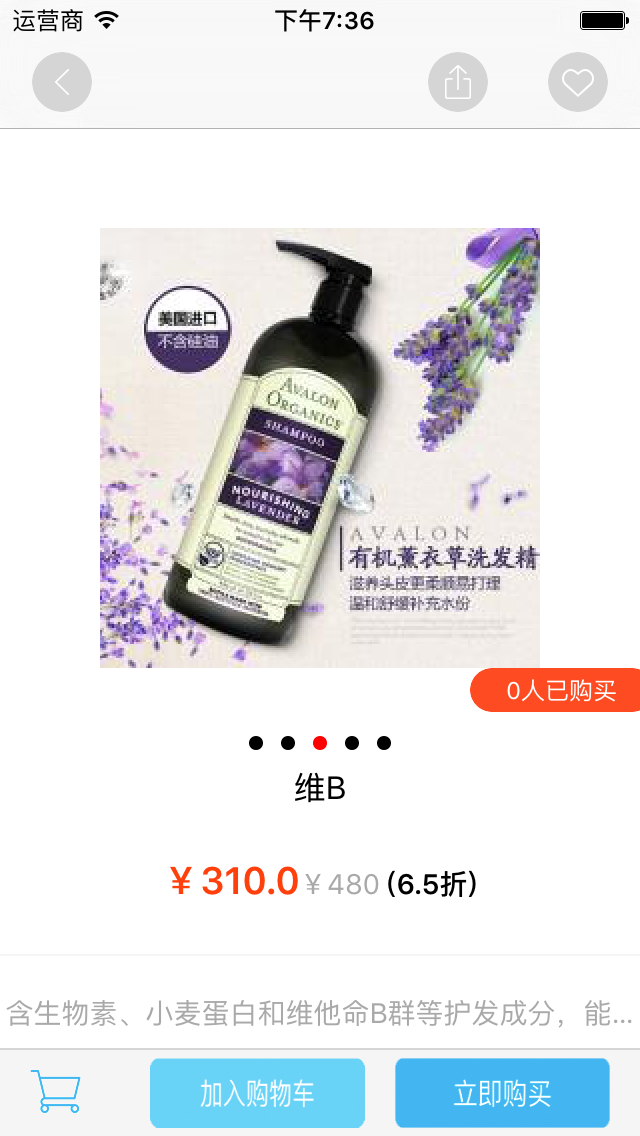 运营商
下午7:36
美国进口
不含硅油
AVALON
ORGANICS
SHAMPOO
NOURISHING
LAVENDER
AVALON
有机薰衣草洗发精
滋养头皮更柔顺易打理
温和舒缓补充水份
0人已购买
维B
¥ 310.0 ¥ 480 (6.5折)
含生物素、小麦蛋白和维他命B群等护发成分，能...
加入购物车
立即购买